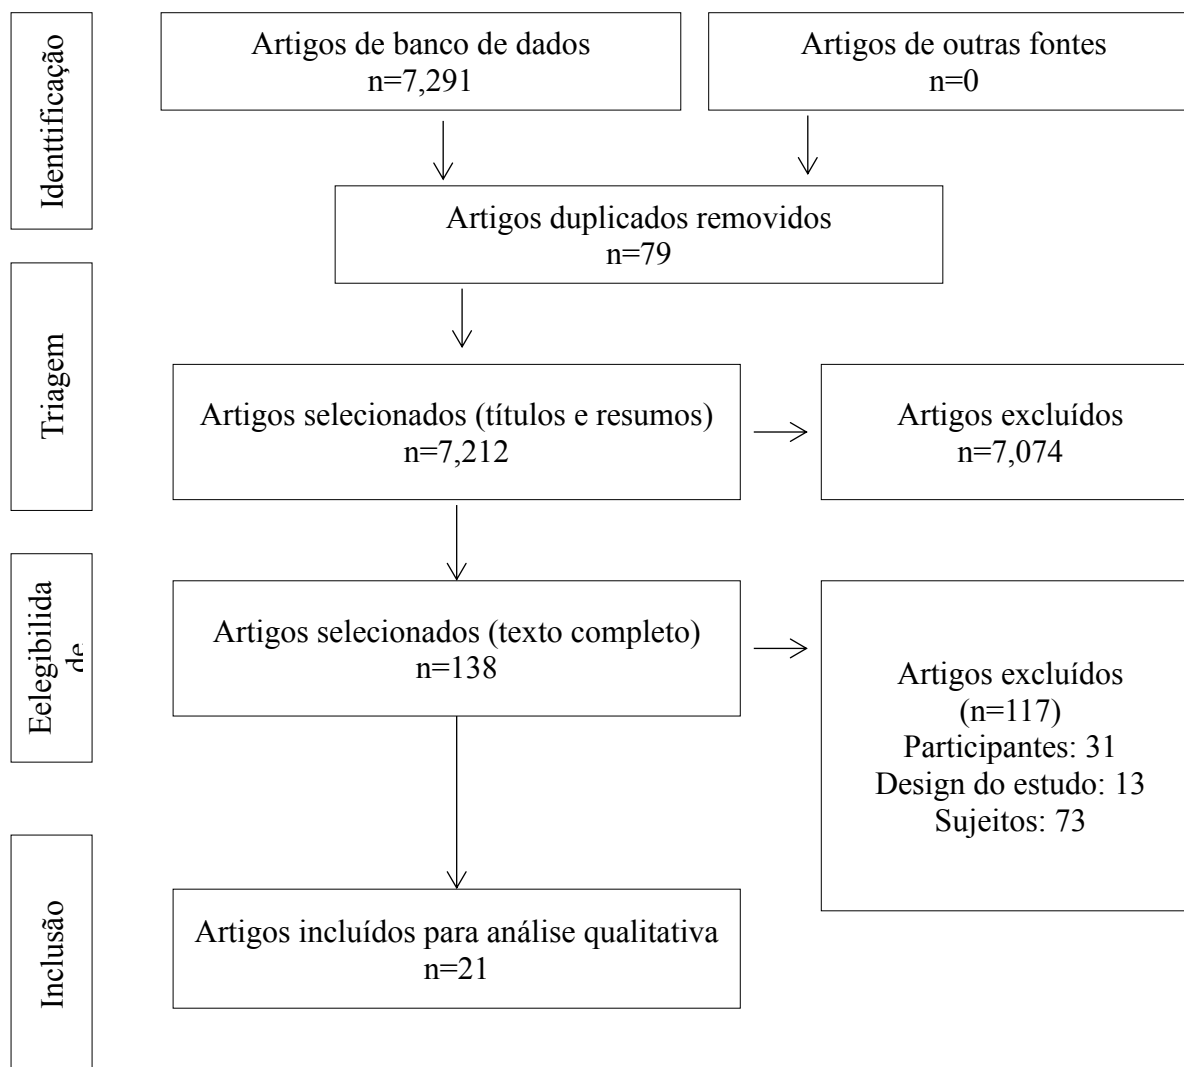 Identificação
Artigos de banco de dados
n=7,291
Artigos de outras fontes
n=0
Artigos duplicados removidos
n=79
Triagem
Artigos selecionados (títulos e resumos)
n=7,212
Artigos excluídos
n=7,074
Eelegibilida
de
Artigos selecionados (texto completo)
n=138
Artigos excluídos
(n=117)
Participantes: 31
Design do estudo: 13
Sujeitos: 73
Inclusão
Artigos incluídos para análise qualitativa
n=21